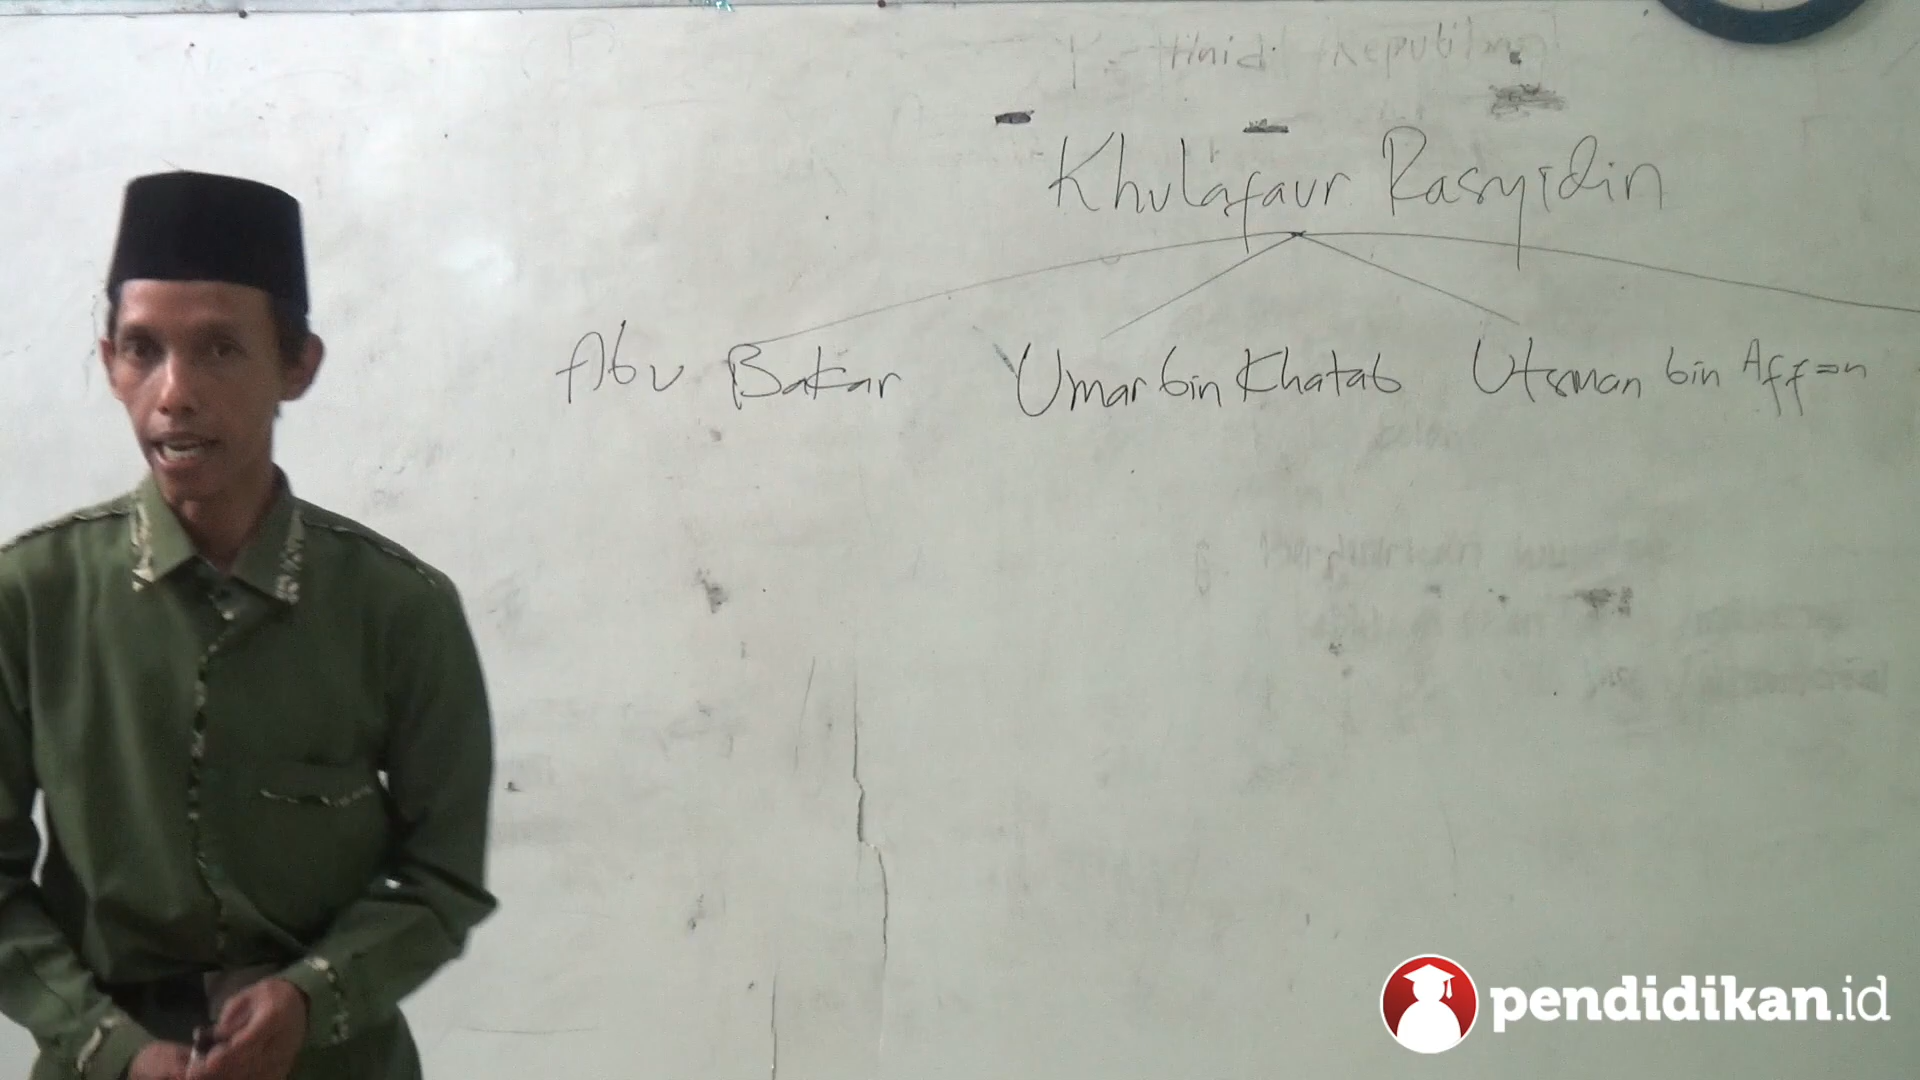 Khulafaur Rasyidin
Abu Bakar Umar bin Khatab Utsman bin Affan
pendidikan.id